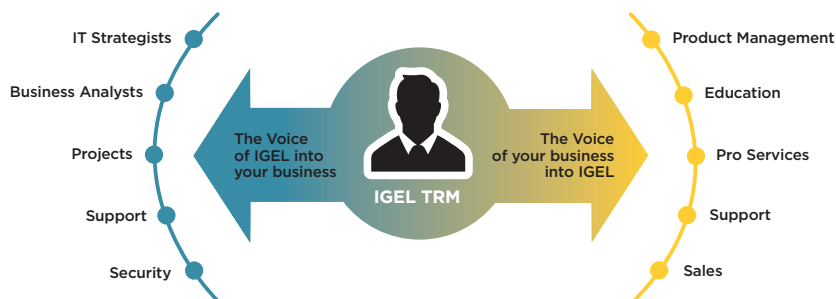 IT Strategists
Business Analysts
Projects
Support
Security
The Voice
of IGEL into
your business
IGEL TRM
The Voice
of your business
into IGEL
Product Management
Education
Pro Services
Support
Sales